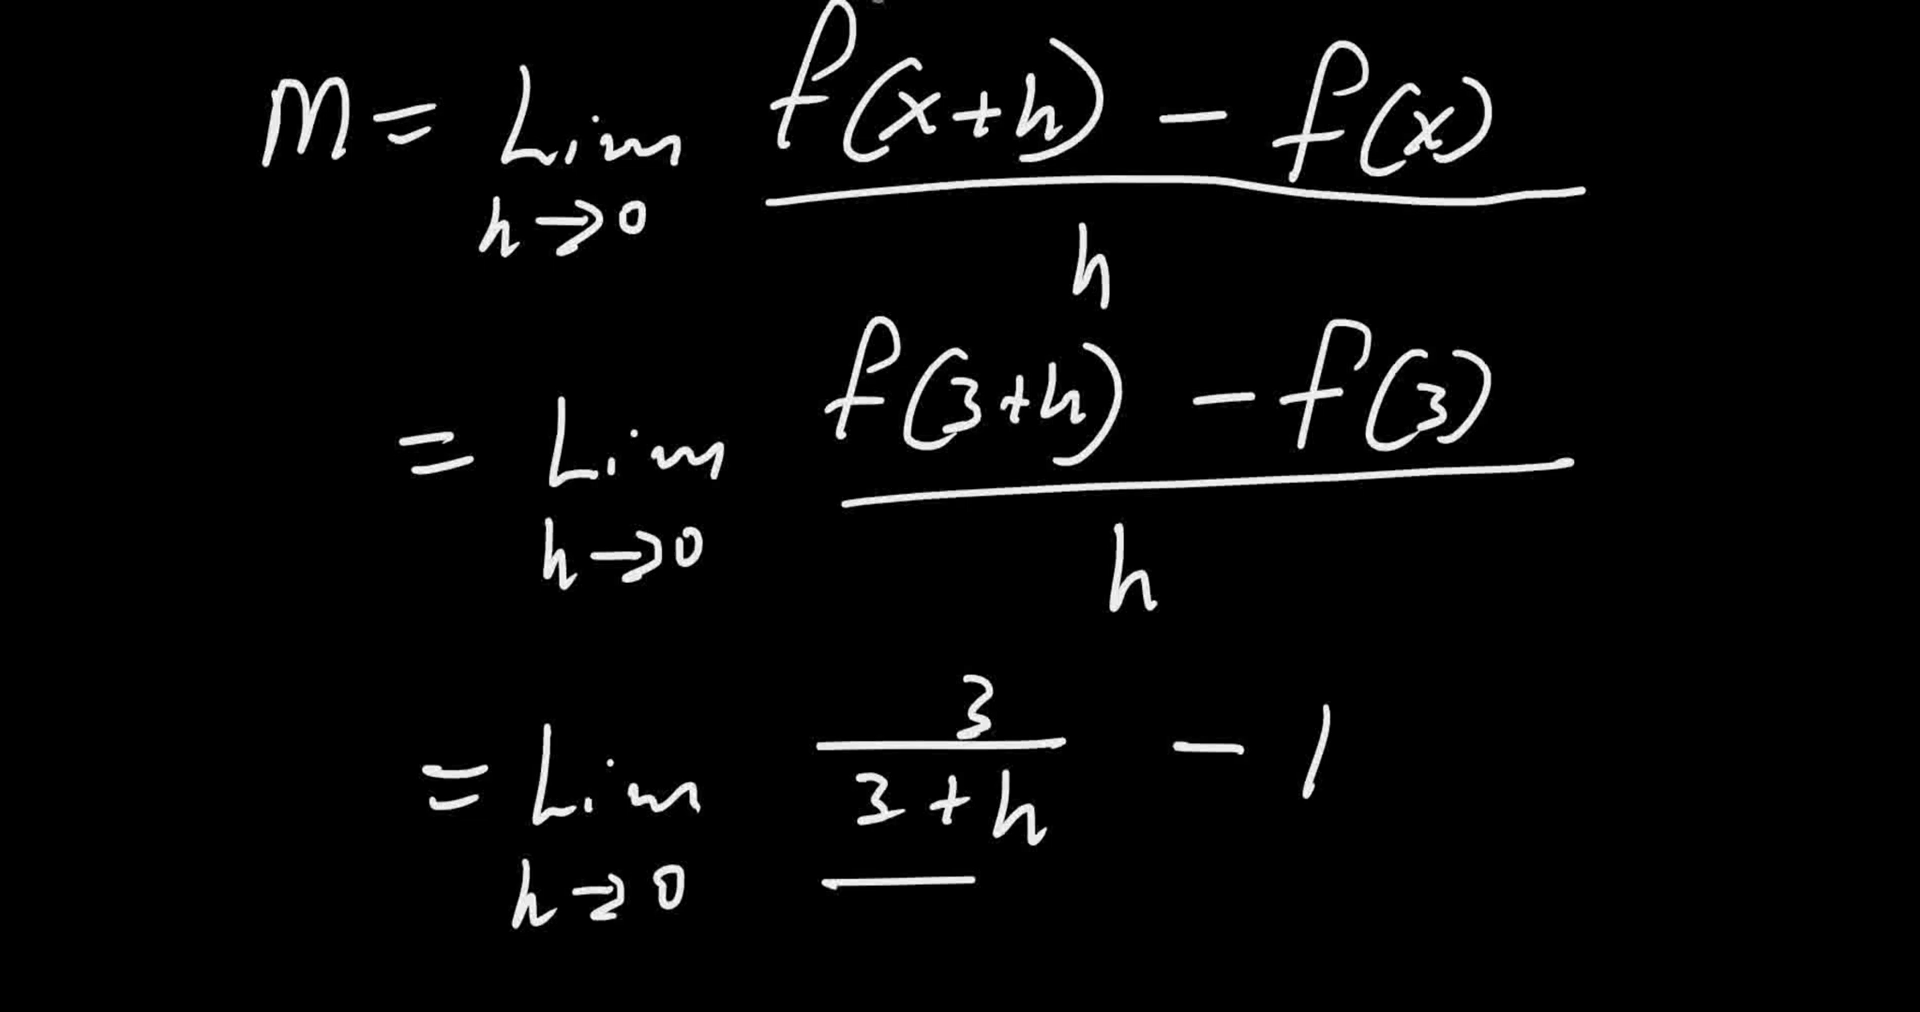 M = Lim f(x+h) - f(x)
h→0 h
= Lim f(3+h) - f(3)
h→0 h
= Lim 3/(3+h) - 1
h→0